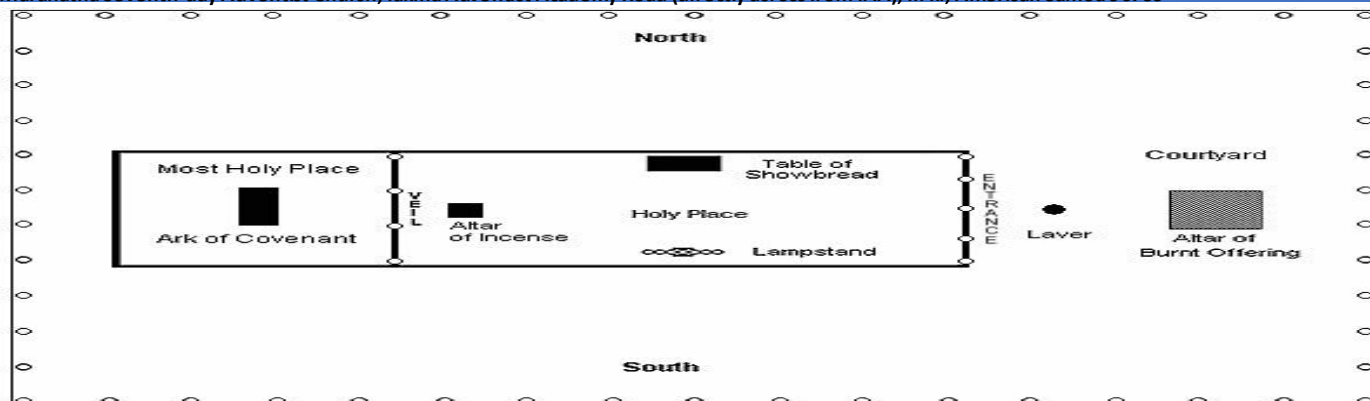 North
Most Holy Place
Ark of Covenant
VEIL
Altar
of Incense
Table of
Showbread
Holy Place
Lampstand
ENTRANCE
Courtyard
Laver
Altar of
Burnt Offering
South